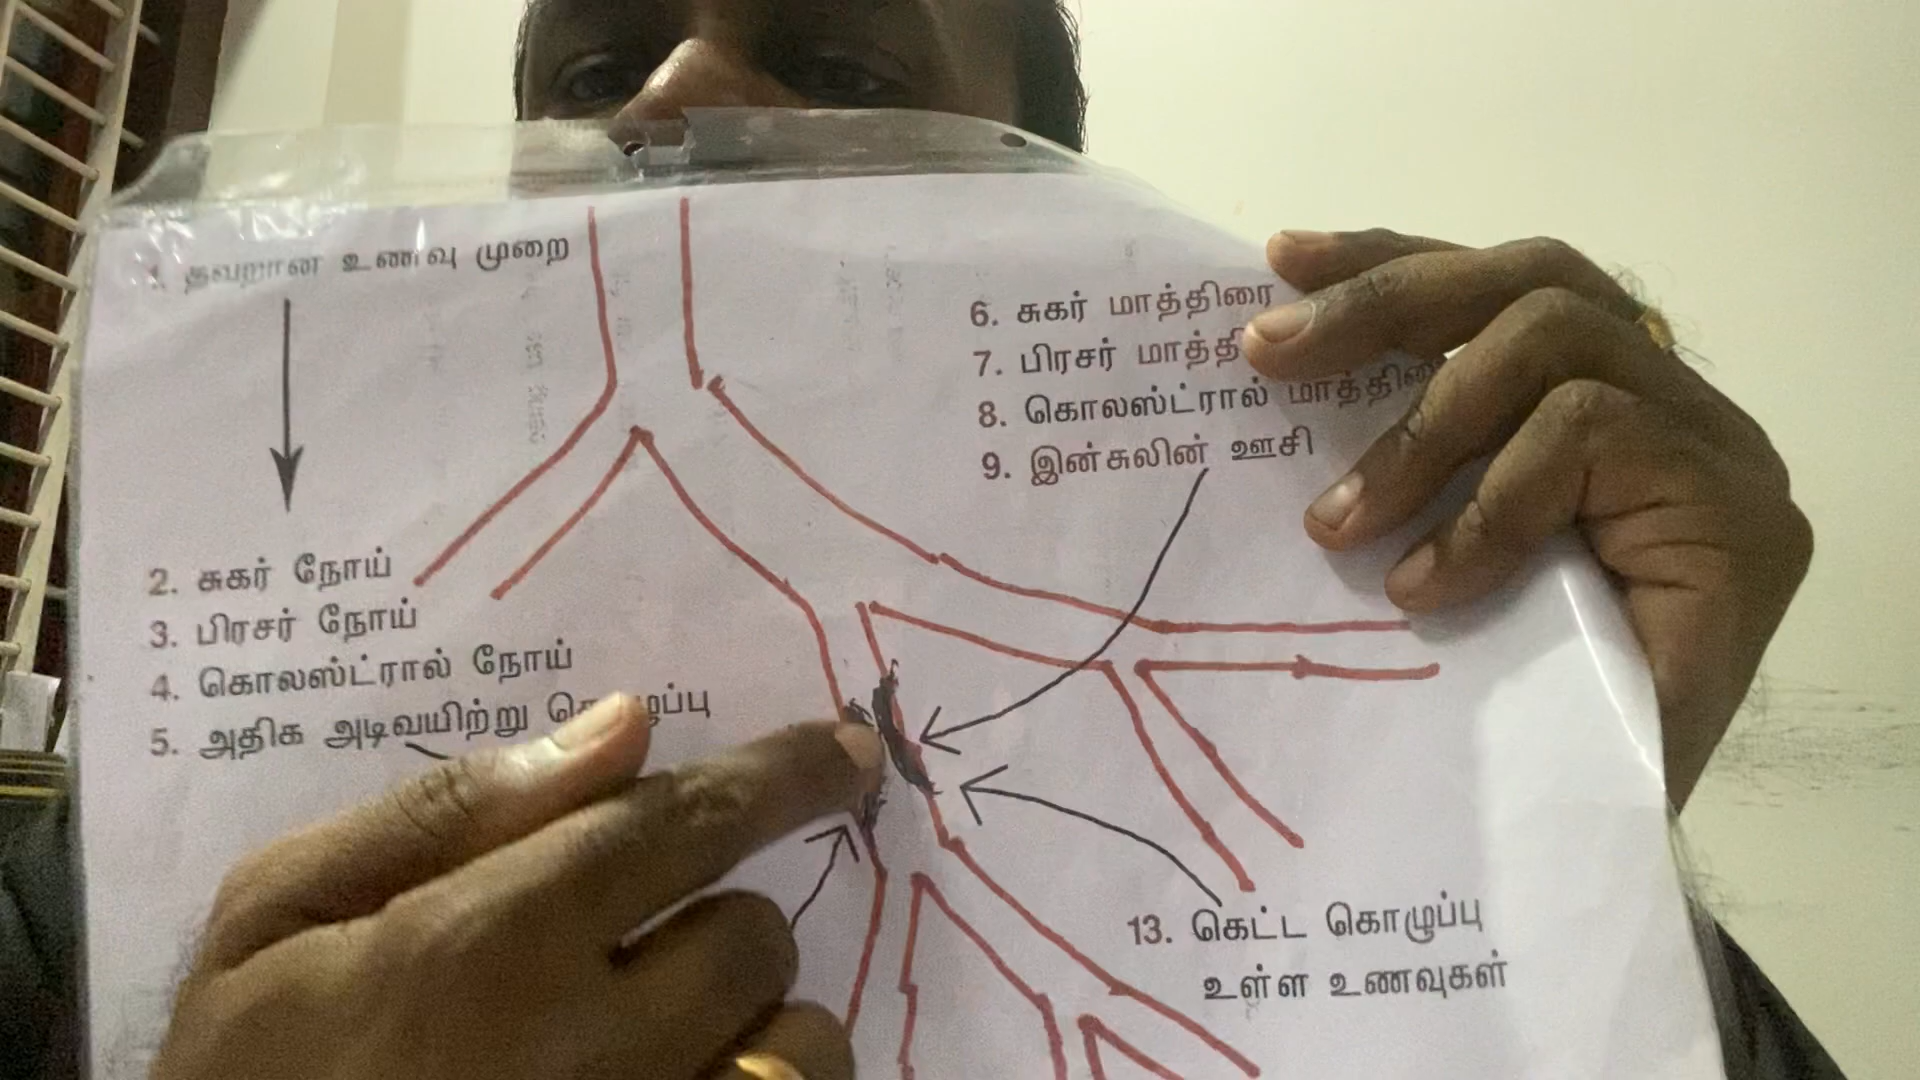 1. தவறான உணவு முறை
2. சுகர் நோய்
3. பிரசர் நோய்
4. கொலஸ்ட்ரால் நோய்
5. அதிக அடிவயிற்று
6. சுகர் மாத்திரை
7. பிரசர்
8. கொலஸ்ட்ரால்
9. இன்சுலின் ஊசி
13. கெட்ட கொழுப்பு
உள்ள உணவுகள்